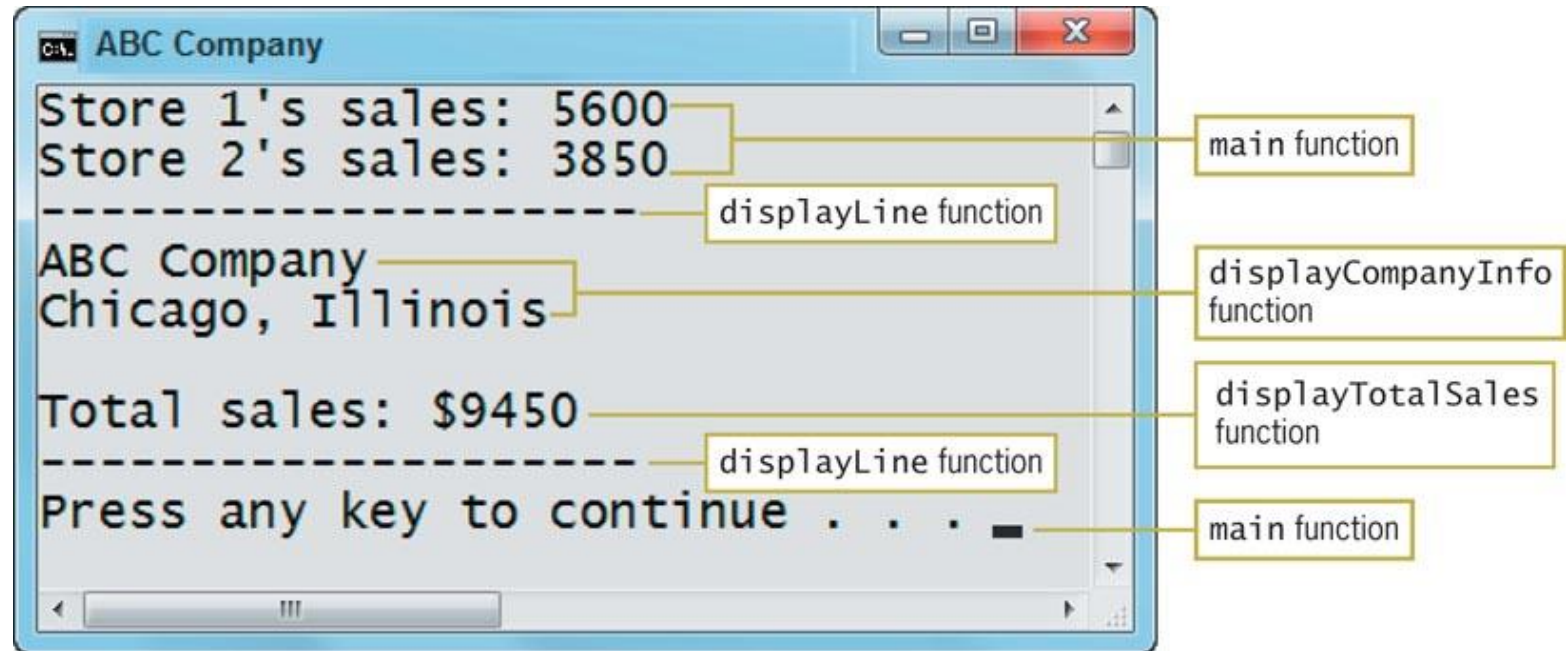 C:\. ABC Company
Store 1's sales: 5600
Store 2's sales: 3850
main function
--------------------- displayLine function
ABC Company
Chicago, Illinois
displayCompanyInfo
function
Total sales: $9450
displayTotalSales
function
--------------------- displayLine function
Press any key to continue . . . _
main function